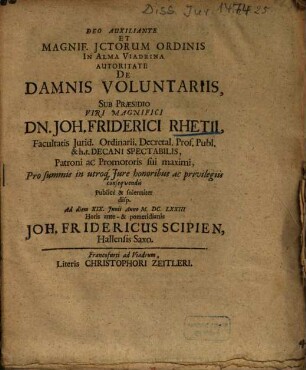 Diss. Jur. 1474 25
DEO AUXILIANTE
ET
MAGNIF. JCTORUM ORDINIS
IN ALMA VIADRINA
AUTORITATE
DE
DAMNIS VOLUNTARIIS,
SUB PRÆSIDIO
VIRI MAGNIFICI
DN. JOH. FRIDERICI RHETII,
Facultatis Jurid. Ordinarii, Decretal. Prof. Publ.
& h. t. DECANI SPECTABILIS,
Patroni ac Promotoris sui maximi,
Pro summis in utroq; Jure honoribus ac privilegiis
consequendis
Publicè & solenniter
disp.
Ad diem XIX. Junii Anno M. DC. LXXIII
Horis ante- & pomeridianis
JOH. FRIDERICUS SCIPIEN,
Hallensis Saxo.
Francofurti ad Viadrum,
Literis CHRISTOPHORI ZEITLERI.